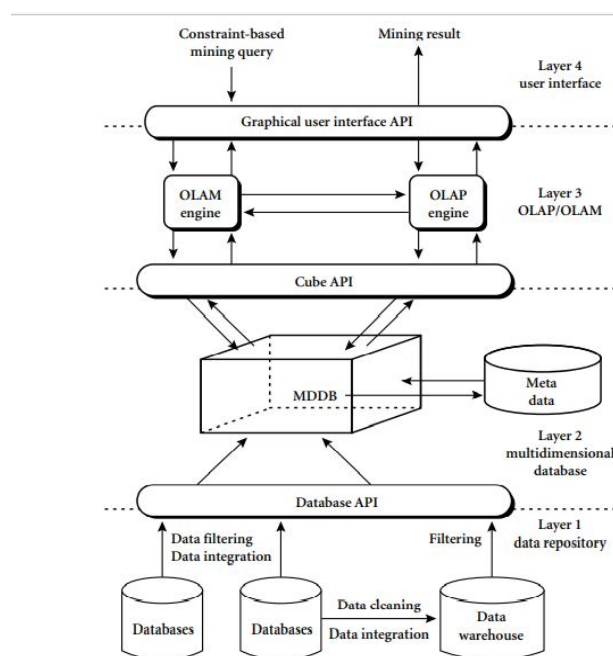 Constraint-based
mining query
Mining result
Layer 4
user interface
Graphical user interface API
OLAM
engine
OLAP
engine
Layer 3
OLAP/OLAM
Cube API
MDDB
Meta
data
Layer 2
multidimensional
database
Database API
Layer 1
data repository
Data filtering
Data integration
Filtering
Databases
Databases
Data cleaning
Data integration
Data
warehouse